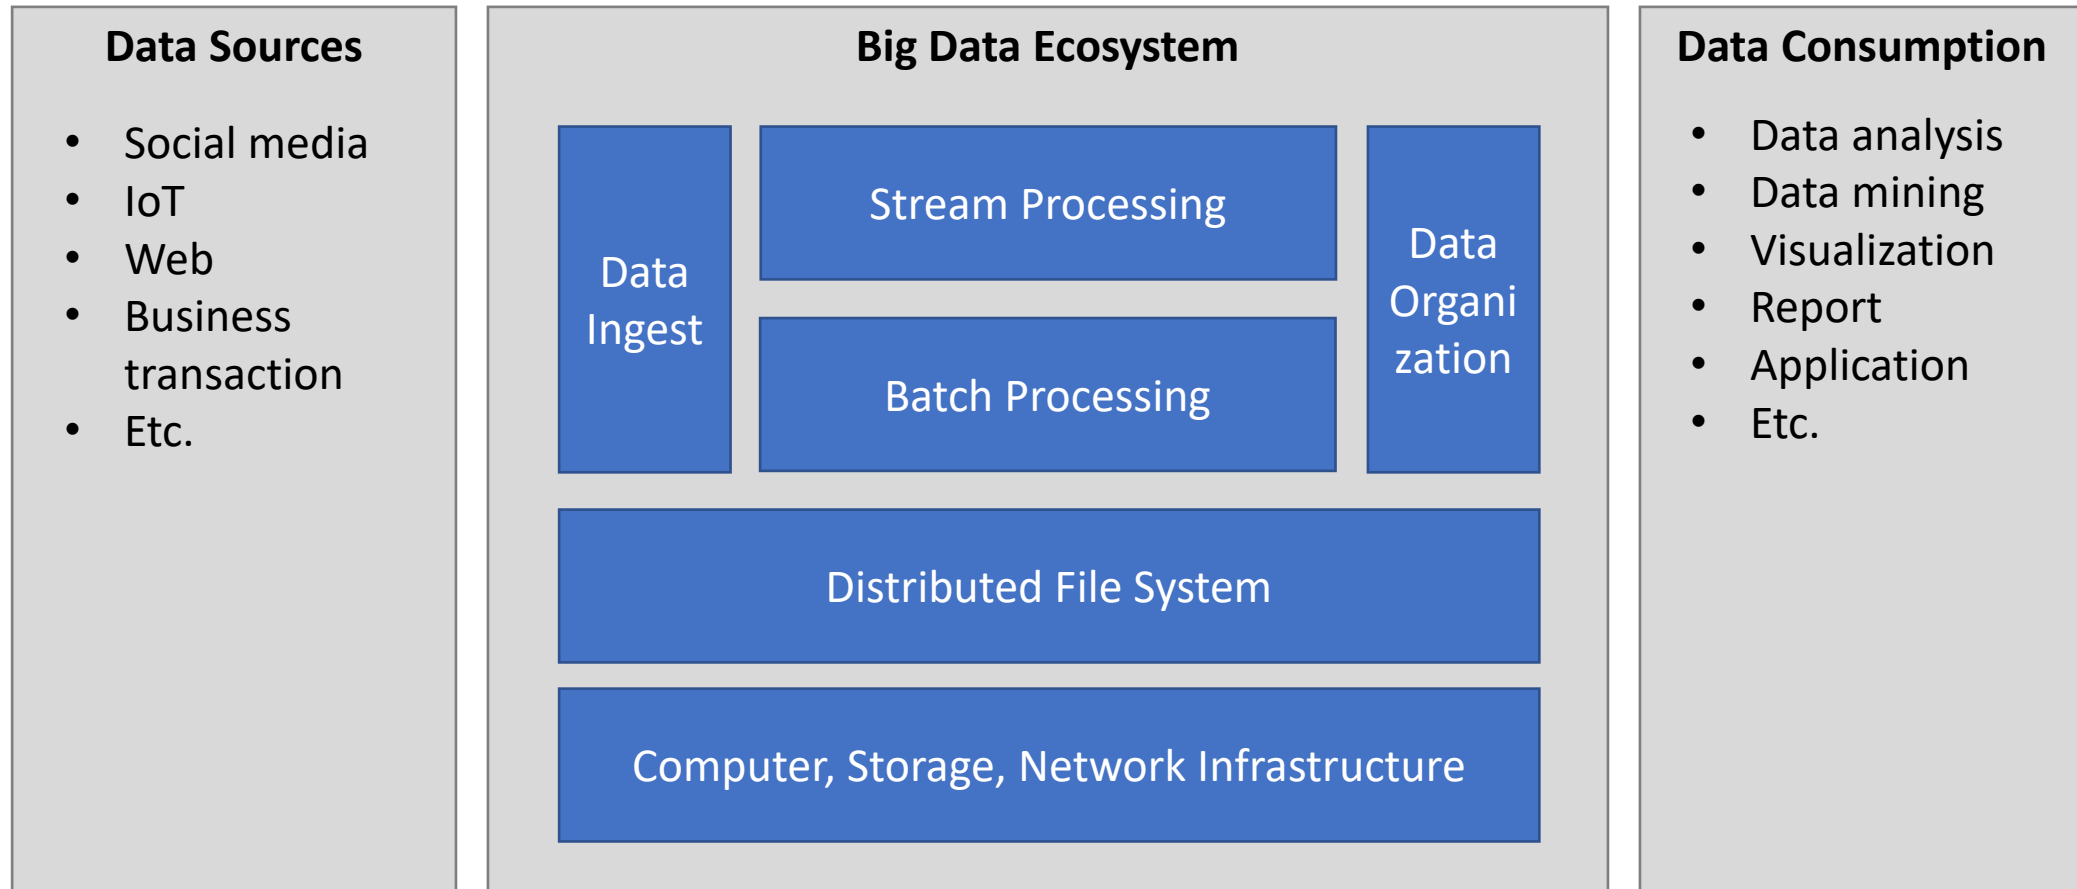 Data Sources
• Social media
• IoT
• Web
• Business
transaction
• Etc.
Big Data Ecosystem
Data
Ingest
Stream Processing
Batch Processing
Data
Organi
zation
Distributed File System
Computer, Storage, Network Infrastructure
Data Consumption
• Data analysis
• Data mining
• Visualization
• Report
• Application
• Etc.